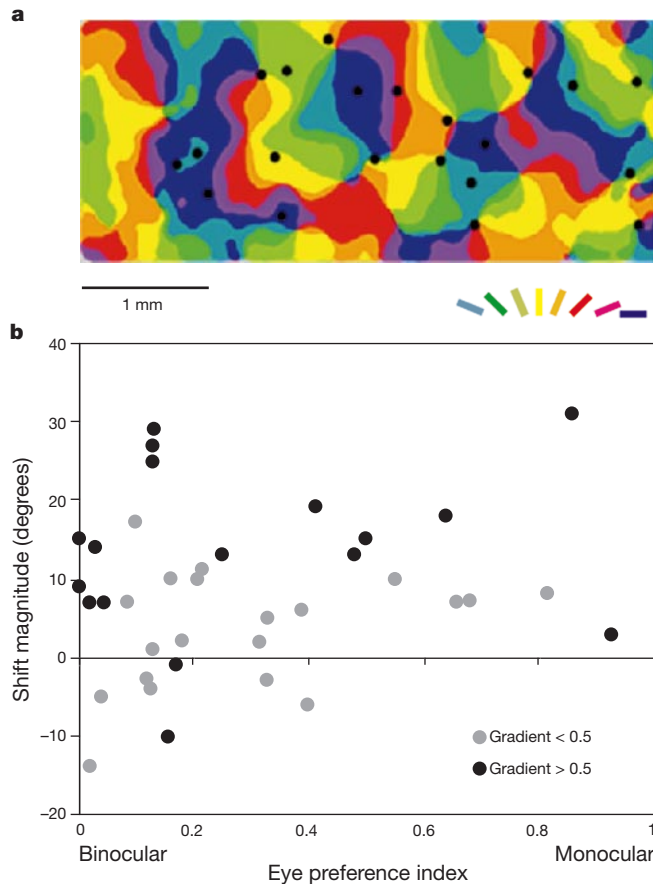 a
1 mm
b
40
30
20
10
0
–10
–20
Shift magnitude (degrees)
Gradient < 0.5
Gradient > 0.5
0 0.2 0.4 0.6 0.8 1
Binocular Monocular
Eye preference index